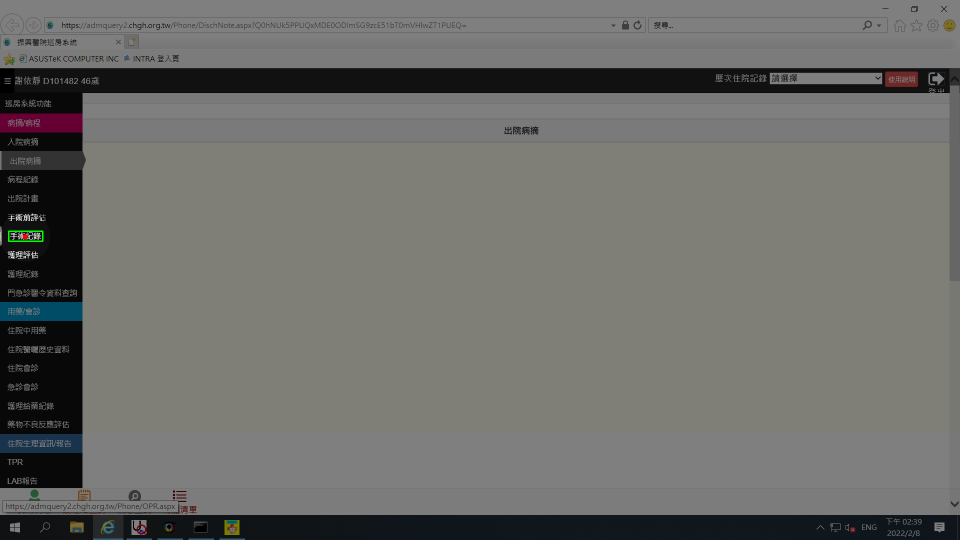 https://admquery2.chgh.org.tw/Phone/DischNote.aspx?
搜尋...
振興醫院巡房系統
ASUSTeK COMPUTER INC
INTRA 登入頁
謝依靜 D101482 46歲
歷次住院記錄
請選擇
使用說明
登出
巡房系統功能
病摘/病程
入院病摘
出院病摘
出院病摘
病程紀錄
出院計畫
手術前評估
手術紀錄
護理評估
護理紀錄
門急診醫令資料查詢
用藥/會診
住院中用藥
住院醫囑歷史資料
住院會診
急診會診
護理給藥紀錄
藥物不良反應評估
住院生理資訊/報告
TPR
LAB報告
https://admquery2.chgh.org.tw/Phone/OPR.aspx
清單
ENG
下午 02:39
2022/2/8